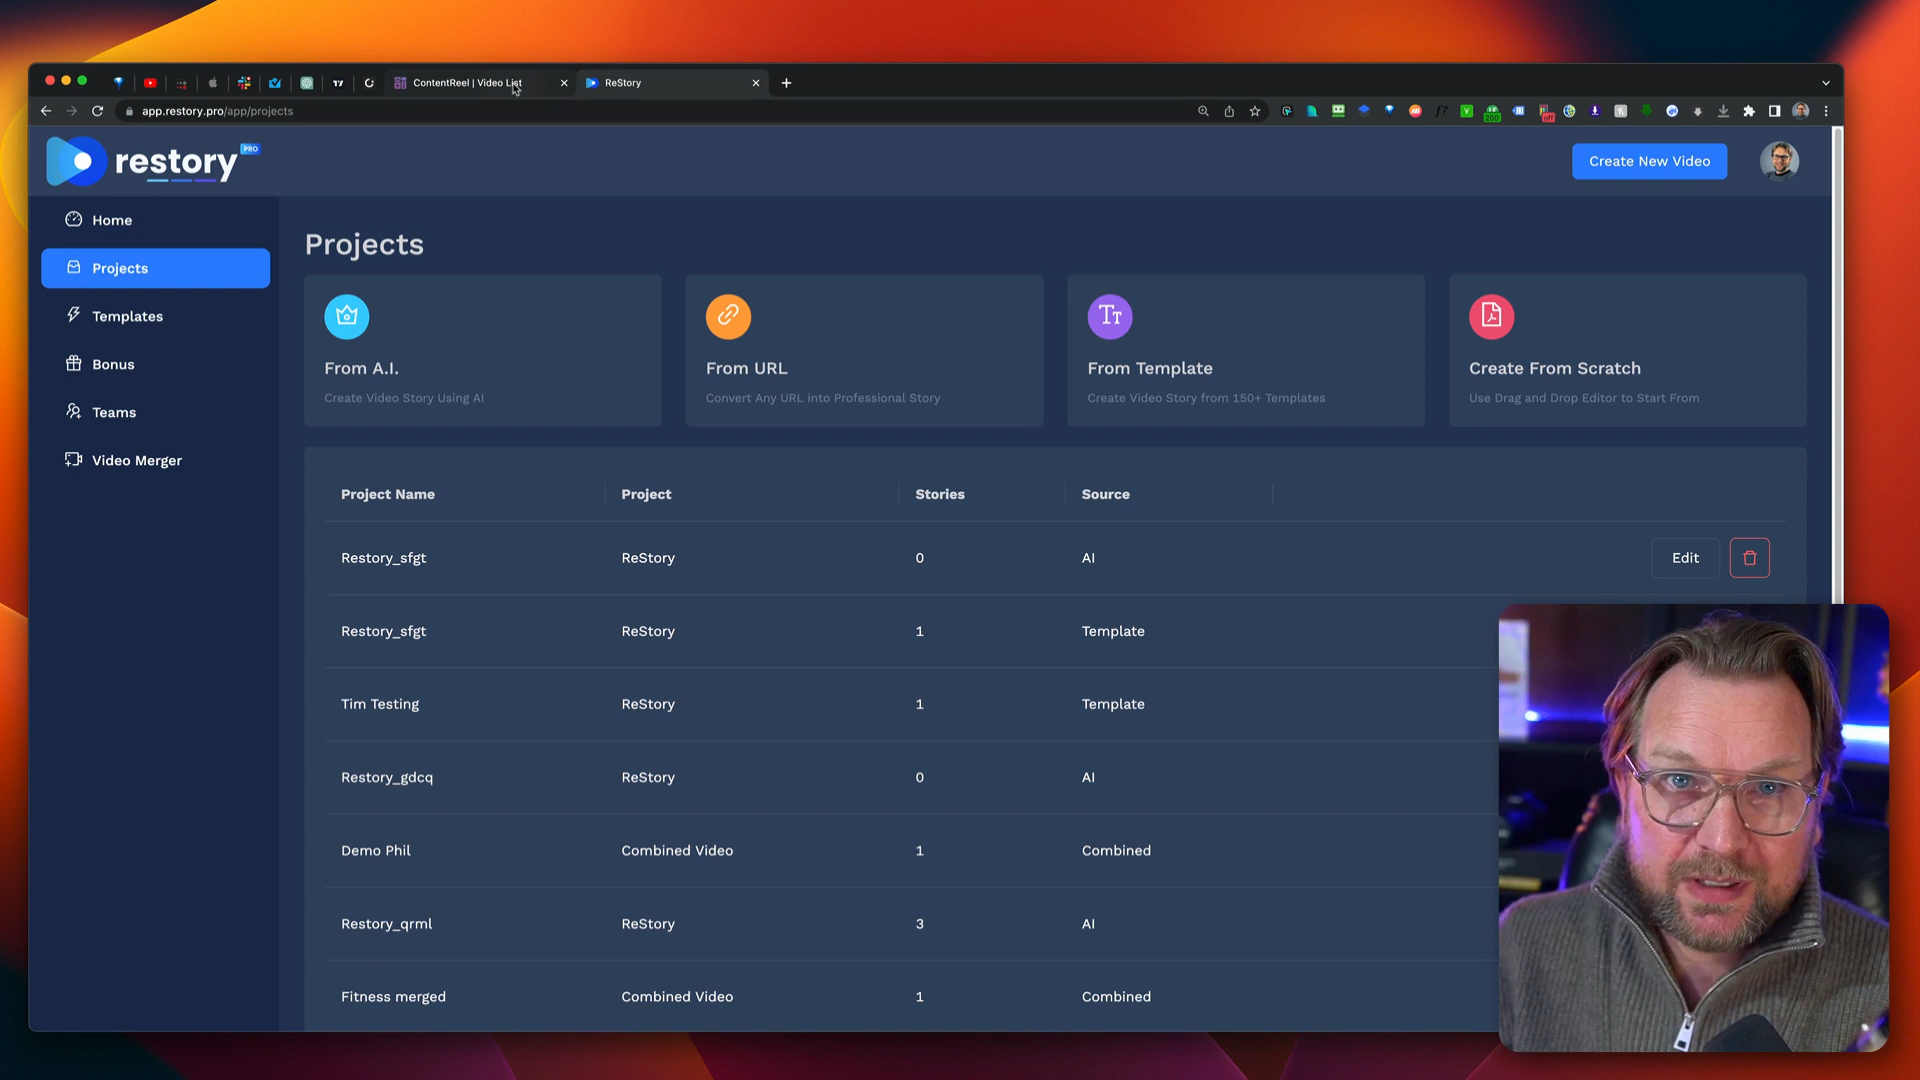 ContentReel | Video List
ReStory
app.restory.pro/app/projects
restory PRO
Create New Video
Home
Projects
Templates
Bonus
Teams
Video Merger
Projects
From A.I.
Create Video Story Using AI
From URL
Convert Any URL into Professional Story
From Template
Create Video Story from 150+ Templates
Create From Scratch
Use Drag and Drop Editor to Start From
Project Name Project Stories Source
Restory_sfgt ReStory 0 AI Edit
Restory_sfgt ReStory 1 Template
Tim Testing ReStory 1 Template
Restory_gdcq ReStory 0 AI
Demo Phil Combined Video 1 Combined
Restory_qrml ReStory 3 AI
Fitness merged Combined Video 1 Combined